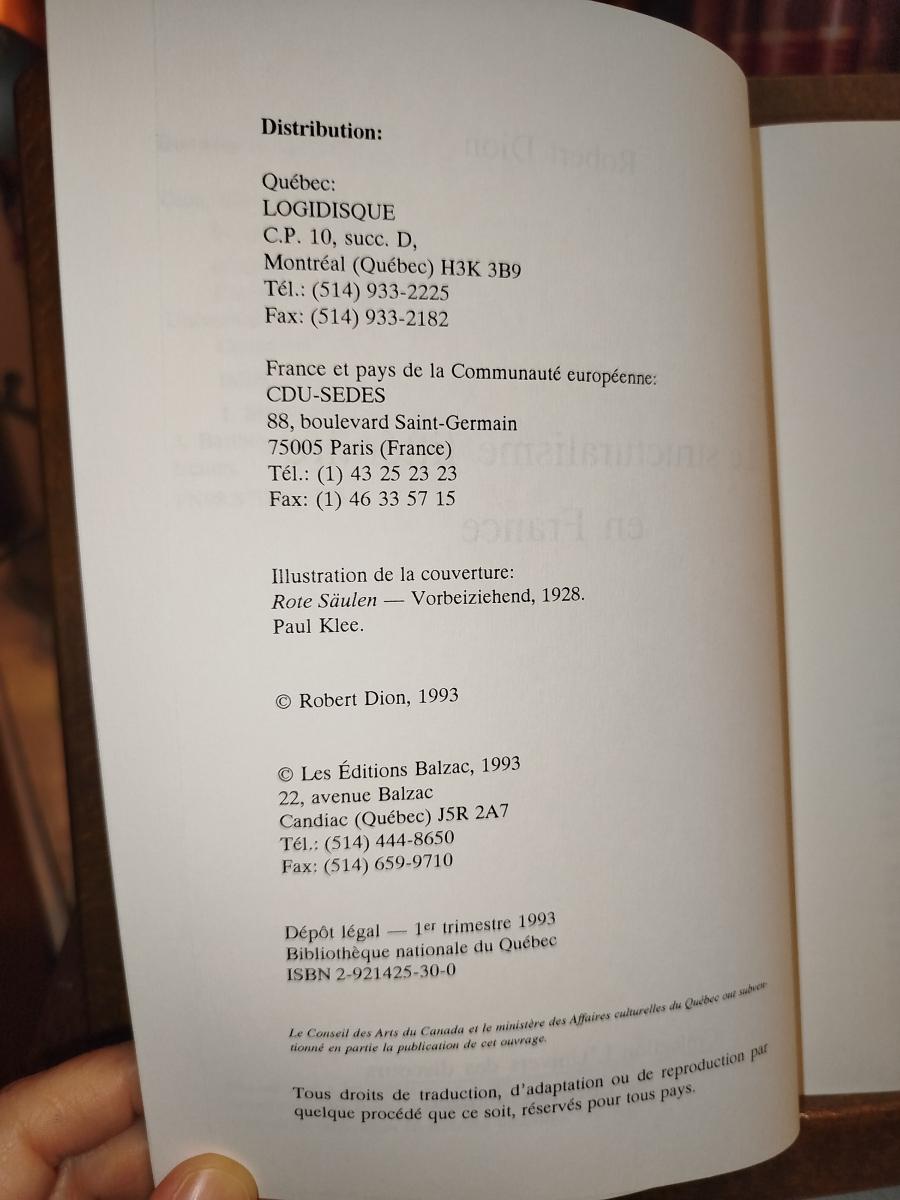 Distribution:
Québec:
LOGIDISQUE
C.P. 10, succ. D,
Montréal (Québec) H3K 3B9
Tél.: (514) 933-2225
Fax: (514) 933-2182
France et pays de la Communauté européenne:
CDU-SEDES
88, boulevard Saint-Germain
75005 Paris (France)
Tél.: (1) 43 25 23 23
Fax: (1) 46 33 57 15
Illustration de la couverture:
Rote Säulen — Vorbeiziehend, 1928.
Paul Klee.
© Robert Dion, 1993
© Les Éditions Balzac, 1993
22, avenue Balzac
Candiac (Québec) J5R 2A7
Tél.: (514) 444-8650
Fax: (514) 659-9710
Dépôt légal — 1er trimestre 1993
Bibliothèque nationale du Québec
ISBN 2-921425-30-0
Le Conseil des Arts du Canada et le ministère des Affaires culturelles du Québec ont subven-
tionné en partie la publication de cet ouvrage.
Tous droits de traduction, d'adaptation ou de reproduction par
quelque procédé que ce soit, réservés pour tous pays.